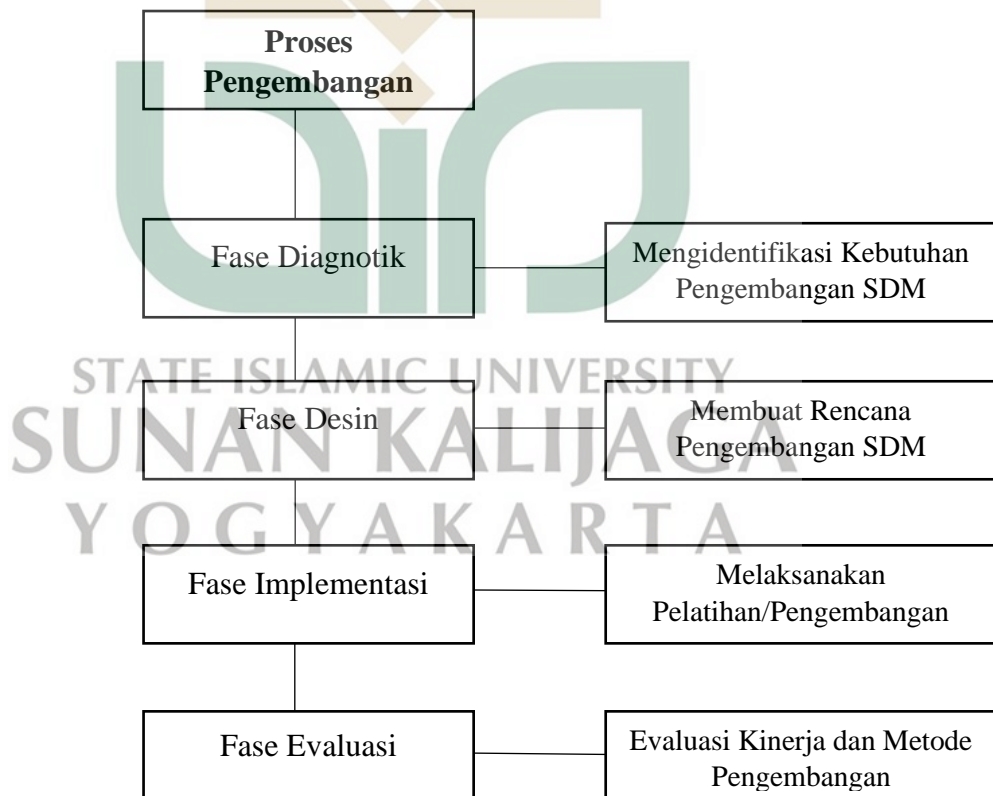 Proses
Pengembangan
Fase Diagnotik
Mengidentifikasi Kebutuhan
Pengembangan SDM
STATE ISLAMIC UNIVERSITY
Fase Desin
Membuat Rencana
Pengembangan SDM
SUNAN KALIJAGA
YOGYAKARTA
Fase Implementasi
Melaksanakan
Pelatihan/Pengembangan
Fase Evaluasi
Evaluasi Kinerja dan Metode
Pengembangan